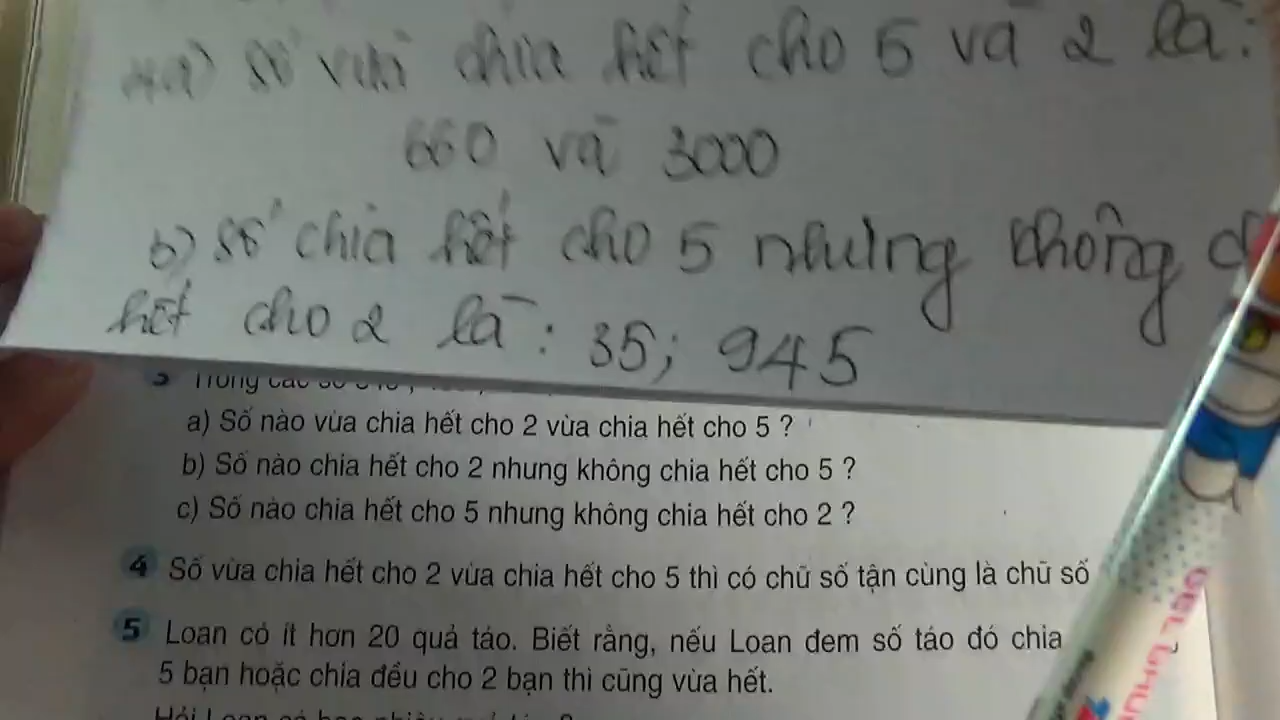 a) số vừa chia hết cho 5 và 2 là:
660 và 3000
b) số chia hết cho 5 nhưng không
hết cho 2 là: 35; 945
a) Số nào vừa chia hết cho 2 vừa chia hết cho 5 ?
b) Số nào chia hết cho 2 nhưng không chia hết cho 5 ?
c) Số nào chia hết cho 5 nhưng không chia hết cho 2 ?
4 Số vừa chia hết cho 2 vừa chia hết cho 5 thì có chữ số tận cùng là chữ số
5 Loan có ít hơn 20 quả táo. Biết rằng, nếu Loan đem số táo đó chia
5 bạn hoặc chia đều cho 2 bạn thì cũng vừa hết.